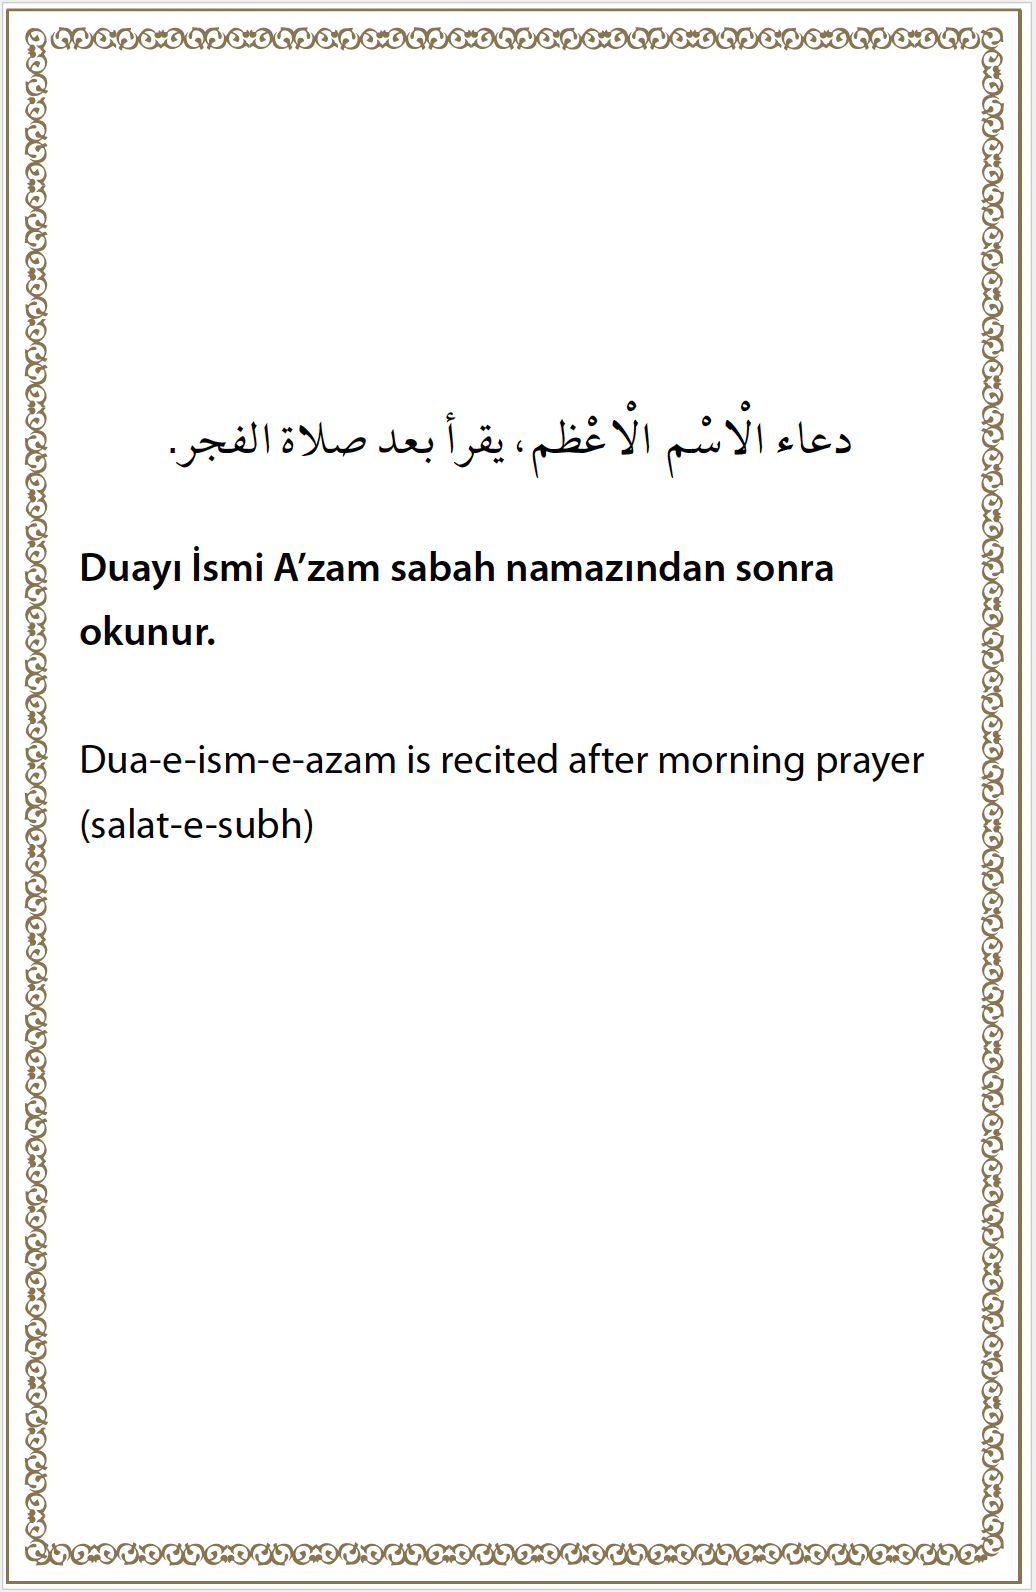 دعاء الْاسْم الْاعْظم، يقرأ بعد صلاة الفجر.
Duayı İsmi A’zam sabah namazından sonra
okunur.
Dua-e-ism-e-azam is recited after morning prayer
(salat-e-subh)